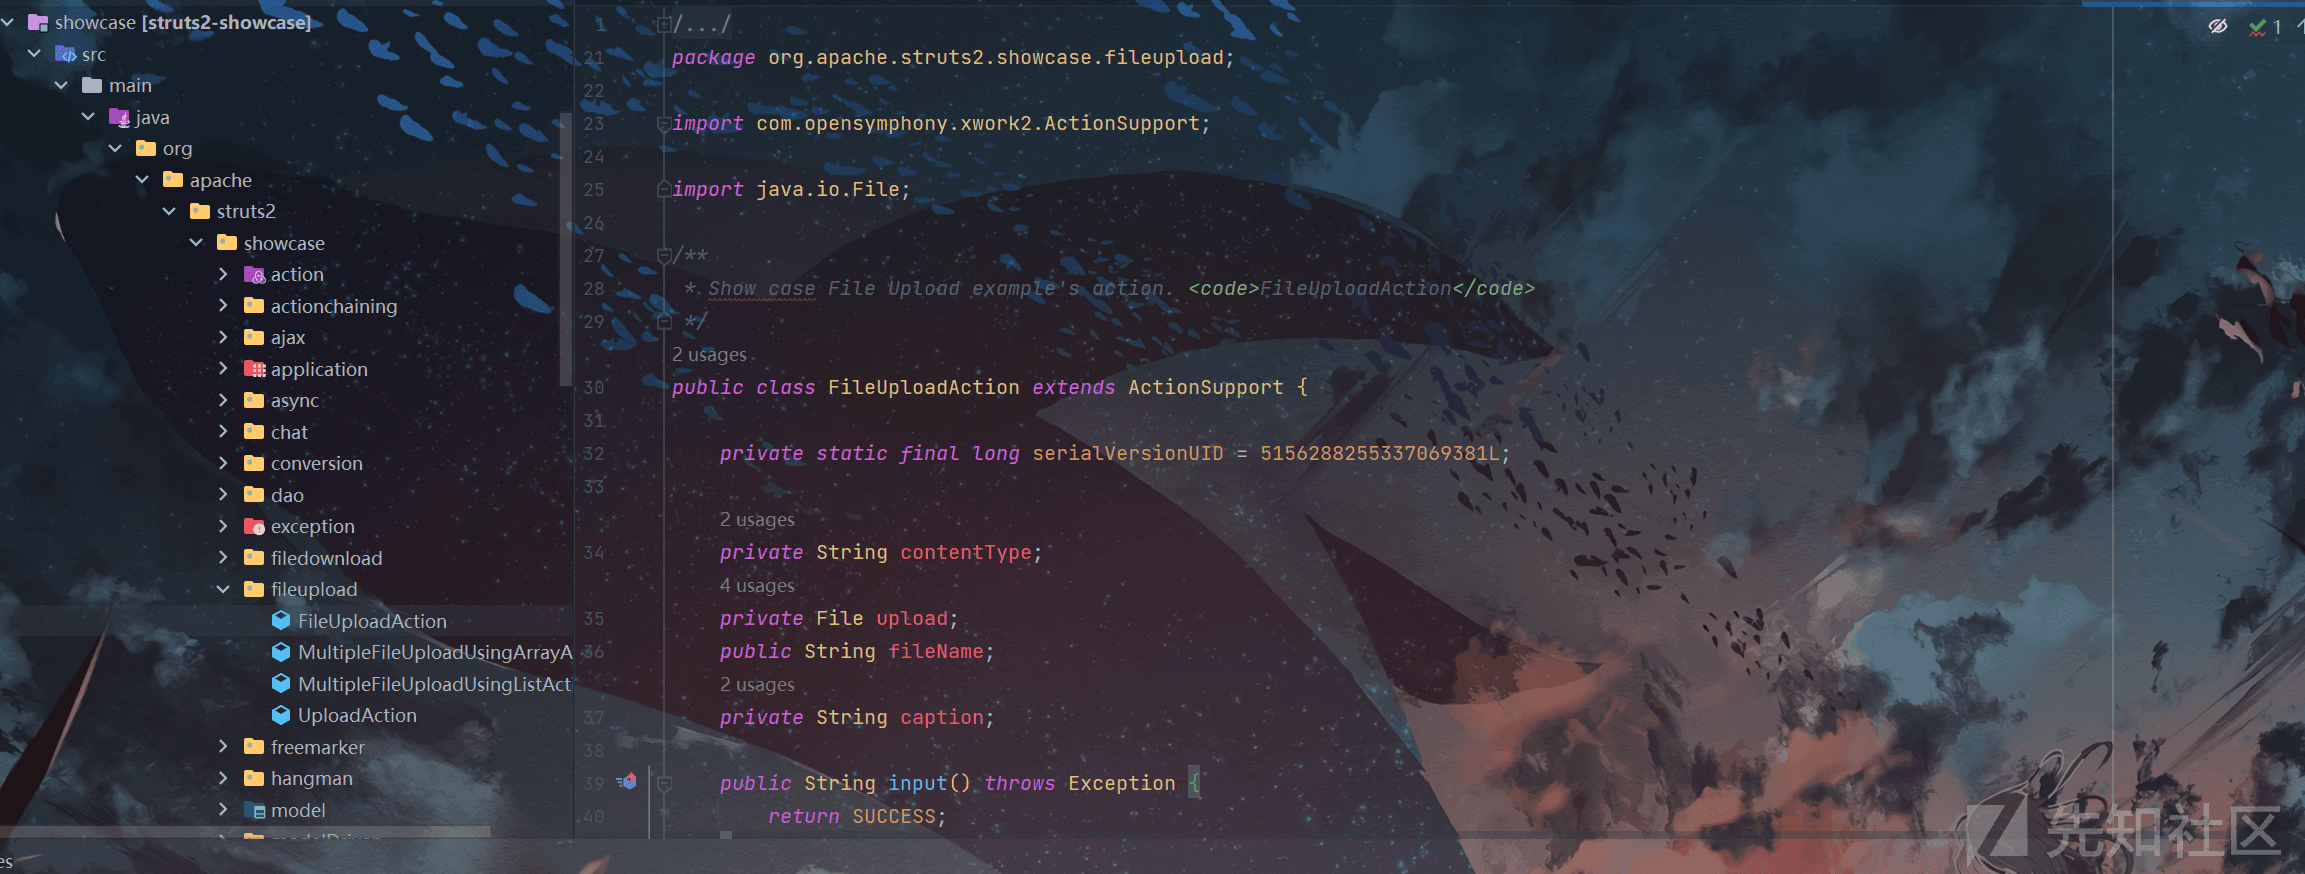 showcase [struts2-showcase]
src
main
java
org
apache
struts2
showcase
action
actionchaining
ajax
application
async
chat
conversion
dao
exception
filedownload
fileupload
FileUploadAction
MultipleFileUploadUsingArrayA
MultipleFileUploadUsingListActi
UploadAction
freemarker
hangman
model
modelDriven
es
1 /.../
21 package org.apache.struts2.showcase.fileupload;
22
23 import com.opensymphony.xwork2.ActionSupport;
24
25 import java.io.File;
26
27 /**
28 * Show case File Upload example's action. <code>FileUploadAction</code>
29 */
2 usages
30 public class FileUploadAction extends ActionSupport {
31
32 private static final long serialVersionUID = 5156288255337069381L;
33
2 usages
34 private String contentType;
4 usages
35 private File upload;
36 public String fileName;
2 usages
37 private String caption;
38
39 public String input() throws Exception {
40 return SUCCESS;
1
先知社区